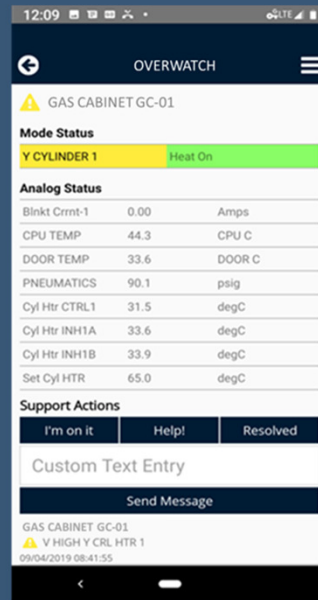 12:09
LTE
OVERWATCH
GAS CABINET GC-01
Mode Status
Y CYLINDER 1 Heat On
Analog Status
Blnkt Crrnt-1 0.00 Amps
CPU TEMP 44.3 CPU C
DOOR TEMP 33.6 DOOR C
PNEUMATICS 90.1 psig
Cyl Htr CTRL1 31.5 degC
Cyl Htr INH1A 33.6 degC
Cyl Htr INH1B 33.9 degC
Set Cyl HTR 65.0 degC
Support Actions
I'm on it Help! Resolved
Custom Text Entry
Send Message
GAS CABINET GC-01
V HIGH Y CRL HTR 1
09/04/2019 08:41:55